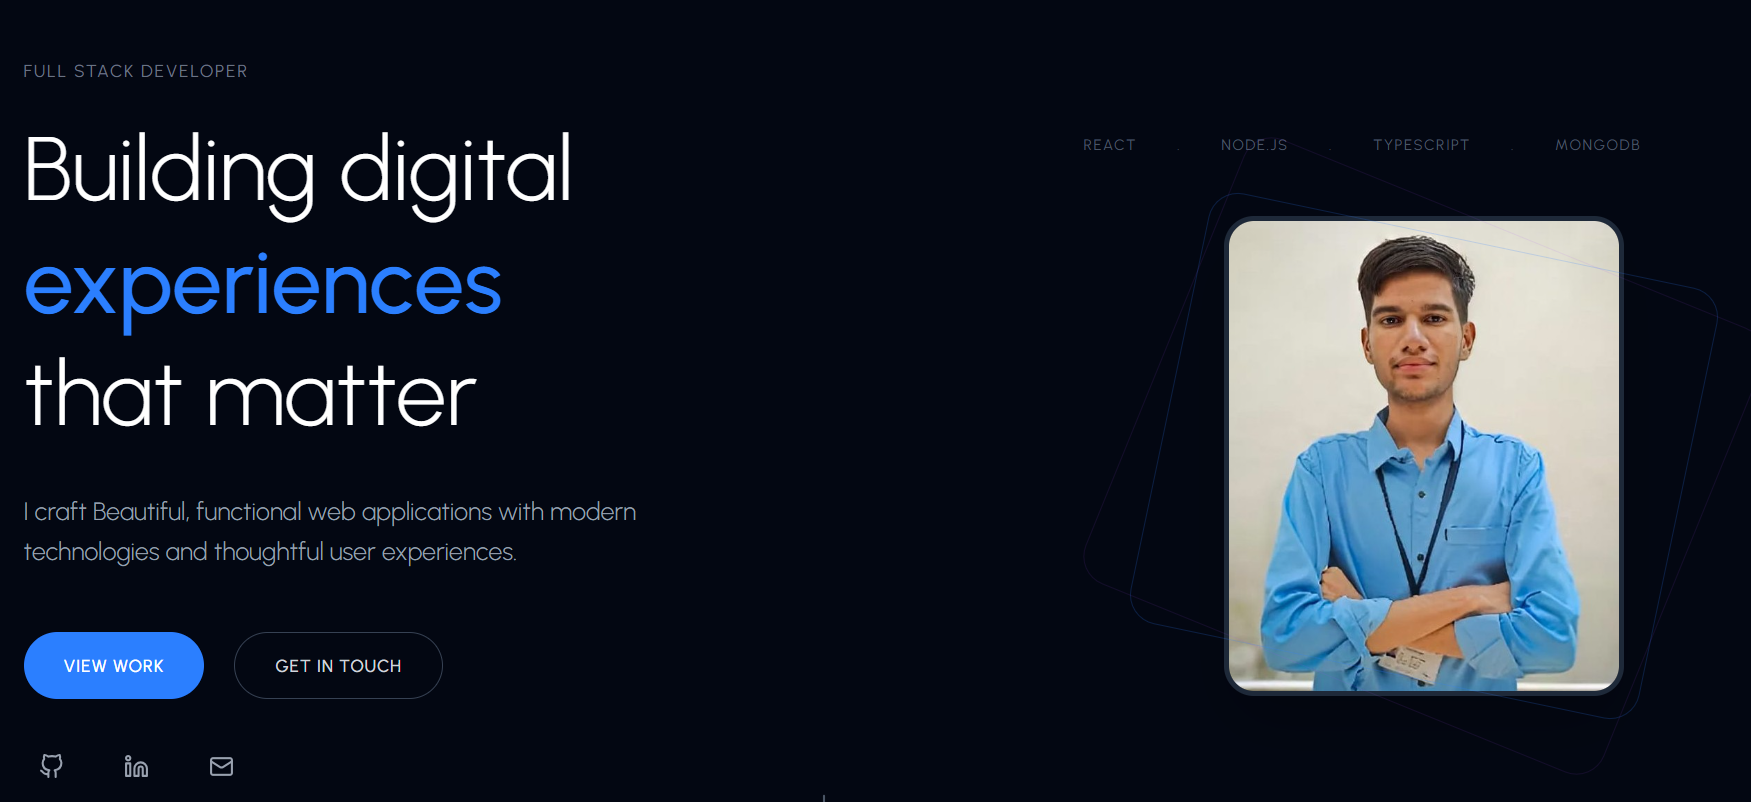 FULL STACK DEVELOPER
Building digital
experiences
that matter
I craft Beautiful, functional web applications with modern
technologies and thoughtful user experiences.
VIEW WORK
GET IN TOUCH
REACT . NODE.JS . TYPESCRIPT . MONGODB